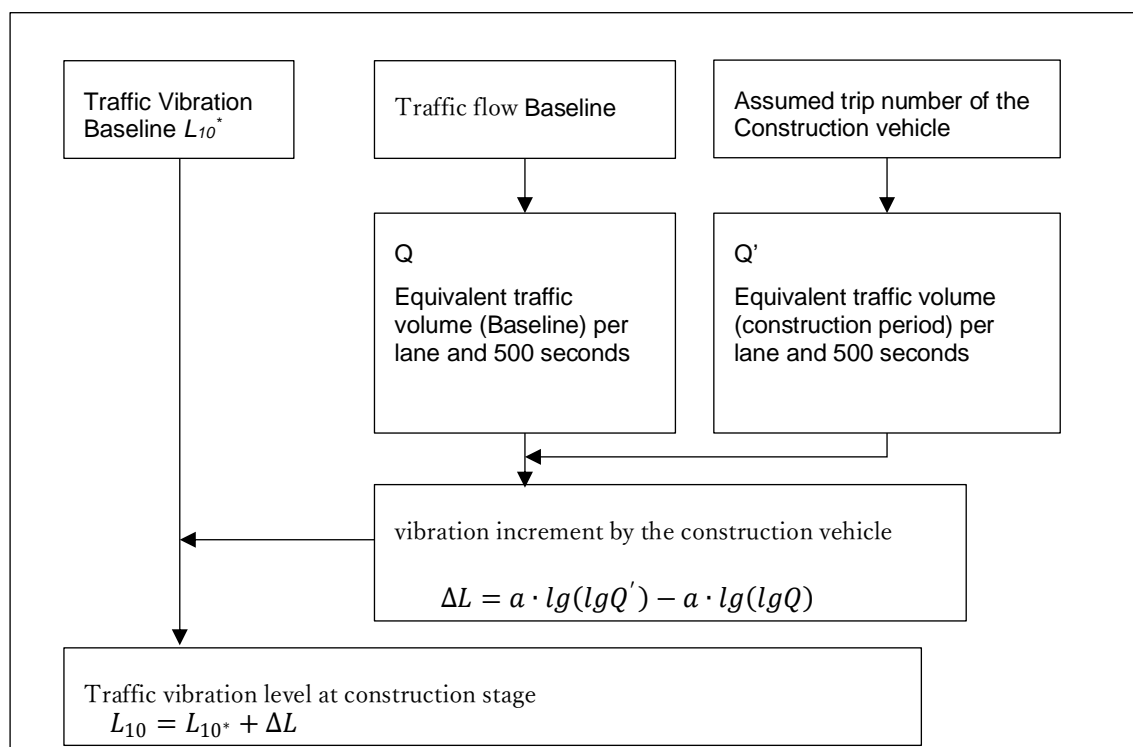 Traffic Vibration
Baseline L10*
Traffic flow Baseline
Assumed trip number of the
Construction vehicle
Q
Equivalent traffic
volume (Baseline) per
lane and 500 seconds
Q’
Equivalent traffic volume
(construction period) per
lane and 500 seconds
vibration increment by the construction vehicle
ΔL = a · lg(lgQ′) − a · lg(lgQ)
Traffic vibration level at construction stage
L10 = L10* + ΔL